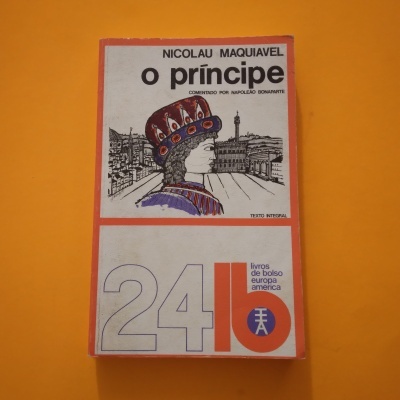 NICOLAU MAQUIAVEL
o príncipe
COMENTADO POR NAPOLEÃO BONAPARTE
TEXTO INTEGRAL
24 lb
livros
de bolso
europa
américa